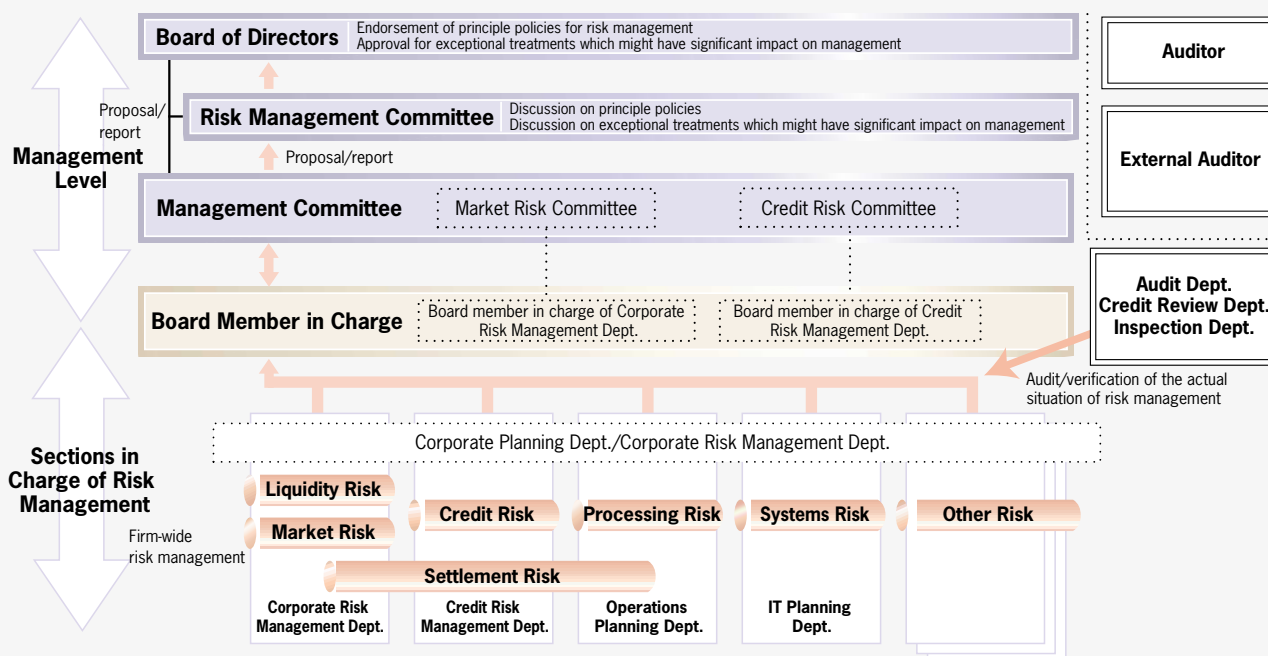 Board of Directors
Endorsement of principle policies for risk management
Approval for exceptional treatments which might have significant impact on management
Auditor
Proposal/
report
Risk Management Committee
Discussion on principle policies
Discussion on exceptional treatments which might have significant impact on management
Management
Level
Proposal/report
External Auditor
Management Committee
Market Risk Committee
Credit Risk Committee
Board Member in Charge
Board member in charge of Corporate
Risk Management Dept.
Board member in charge of Credit
Risk Management Dept.
Audit Dept.
Credit Review Dept.
Inspection Dept.
Audit/verification of the actual
situation of risk management
Sections in
Charge of Risk
Management
Firm-wide
risk management
Corporate Planning Dept./Corporate Risk Management Dept.
Liquidity Risk
Market Risk
Credit Risk
Processing Risk
Systems Risk
Other Risk
Settlement Risk
Corporate Risk
Management Dept.
Credit Risk
Management Dept.
Operations
Planning Dept.
IT Planning
Dept.